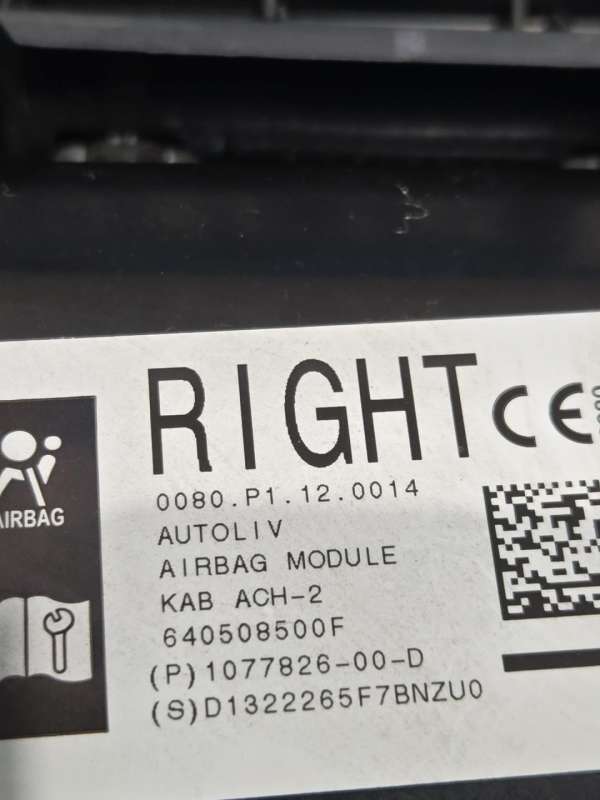 RIGHT CE
0080.P1.12.0014
AUTOLIV
AIRBAG MODULE
KAB ACH-2
640508500F
(P)1077826-00-D
(S)D1322265F7BNZU0
AIRBAG